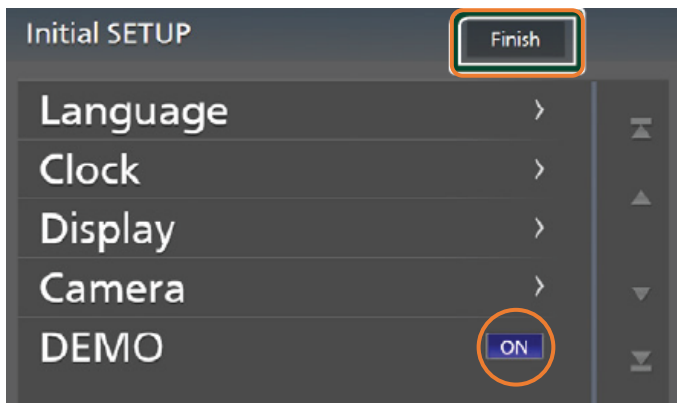 Initial SETUP Finish
Language
Clock
Display
Camera
DEMO ON